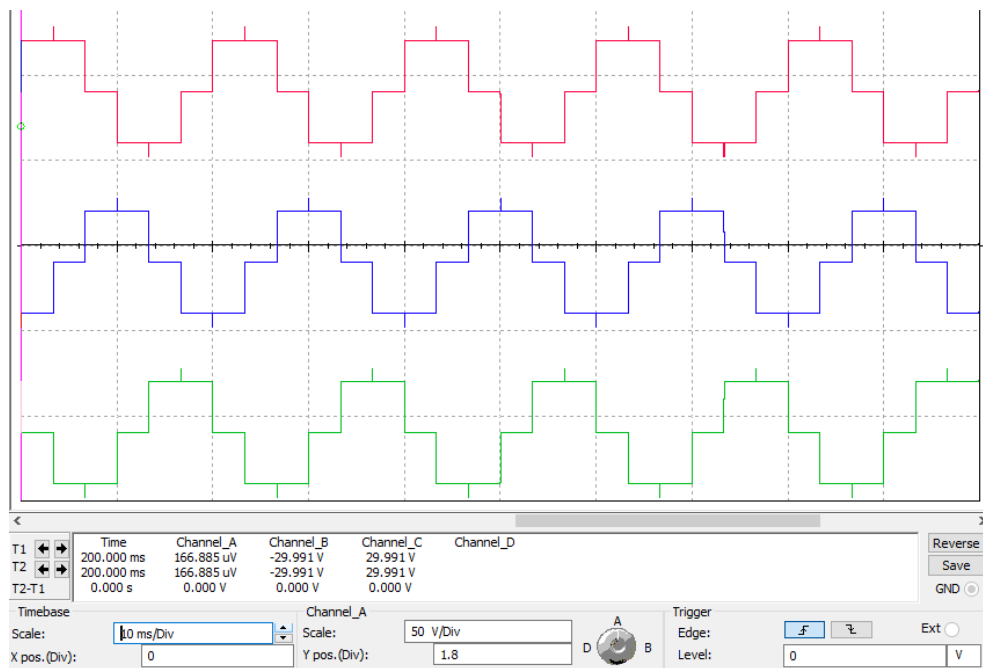 T1
T2
T2-T1
Time Channel_A Channel_B Channel_C Channel_D
200.000 ms 166.885 uV -29.991 V 29.991 V
200.000 ms 166.885 uV -29.991 V 29.991 V
0.000 s 0.000 V 0.000 V 0.000 V
Reverse
Save
GND
Timebase
Scale: 10 ms/Div
X pos.(Div): 0
Channel_A
Scale: 50 V/Div
Y pos.(Div): 1.8
A
D B
Trigger
Edge: Ext
Level: 0 V